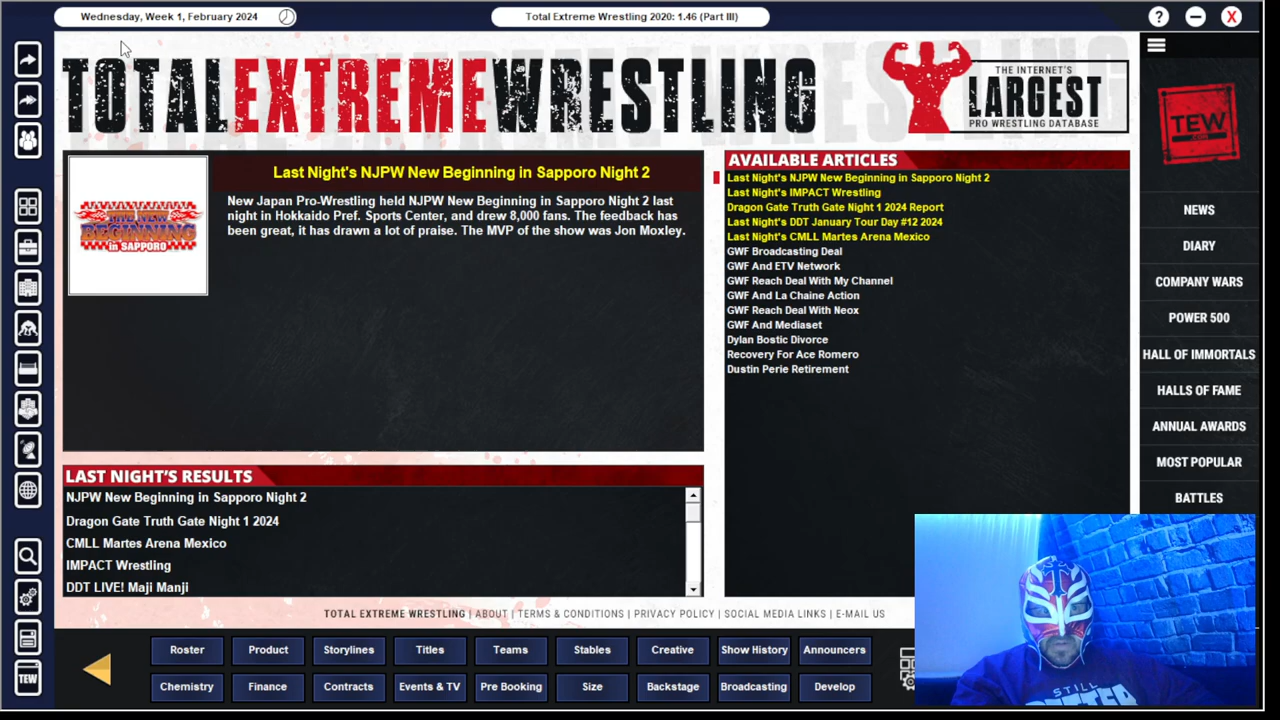 Wednesday, Week 1, February 2024
Total Extreme Wrestling 2020: 1.46 (Part III)
? X
TOTALEXTREMEWRESTLING
THE INTERNET'S
LARGEST
PRO WRESTLING DATABASE
TEW
.COM
Last Night's NJPW New Beginning in Sapporo Night 2
New Japan Pro-Wrestling held NJPW New Beginning in Sapporo Night 2 last
night in Hokkaido Pref. Sports Center, and drew 8,000 fans. The feedback has
been great, it has drawn a lot of praise. The MVP of the show was Jon Moxley.
THE NEW
BEGINNING
in SAPPORO
AVAILABLE ARTICLES
Last Night's NJPW New Beginning in Sapporo Night 2
Last Night's IMPACT Wrestling
Dragon Gate Truth Gate Night 1 2024 Report
Last Night's DDT January Tour Day #12 2024
Last Night's CMLL Martes Arena Mexico
GWF Broadcasting Deal
GWF And ETV Network
GWF Reach Deal With My Channel
GWF And La Chaine Action
GWF Reach Deal With Neox
GWF And Mediaset
Dylan Bostic Divorce
Recovery For Ace Romero
Dustin Perie Retirement
NEWS
DIARY
COMPANY WARS
POWER 500
HALL OF IMMORTALS
HALLS OF FAME
ANNUAL AWARDS
MOST POPULAR
BATTLES
LAST NIGHT'S RESULTS
NJPW New Beginning in Sapporo Night 2
Dragon Gate Truth Gate Night 1 2024
CMLL Martes Arena Mexico
IMPACT Wrestling
DDT LIVE! Maji Manji
TOTAL EXTREME WRESTLING | ABOUT | TERMS & CONDITIONS | PRIVACY POLICY | SOCIAL MEDIA LINKS | E-MAIL US
Roster Product Storylines Titles Teams Stables Creative Show History Announcers
Chemistry Finance Contracts Events & TV Pre Booking Size Backstage Broadcasting Develop
TEW
STILL